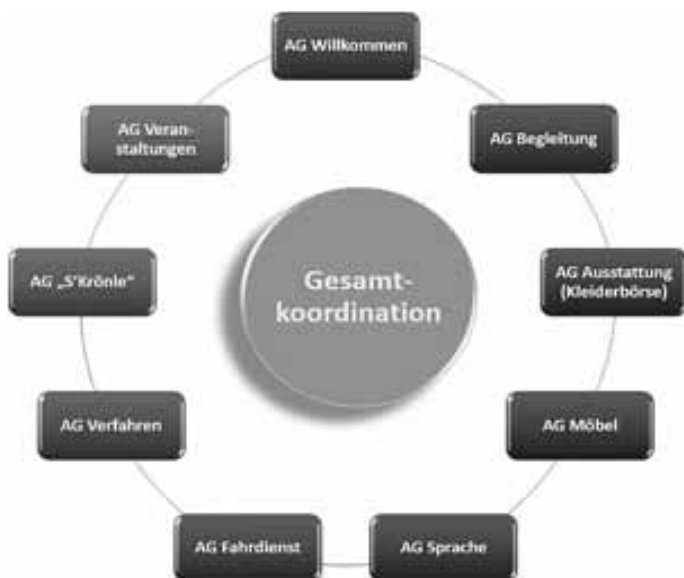 AG Willkommen
AG Begleitung
AG Ausstattung
(Kleiderbörse)
AG Möbel
AG Sprache
AG Fahrdienst
AG Verfahren
AG „S'Krönle“
AG Veran-
staltungen
Gesamt-
koordination